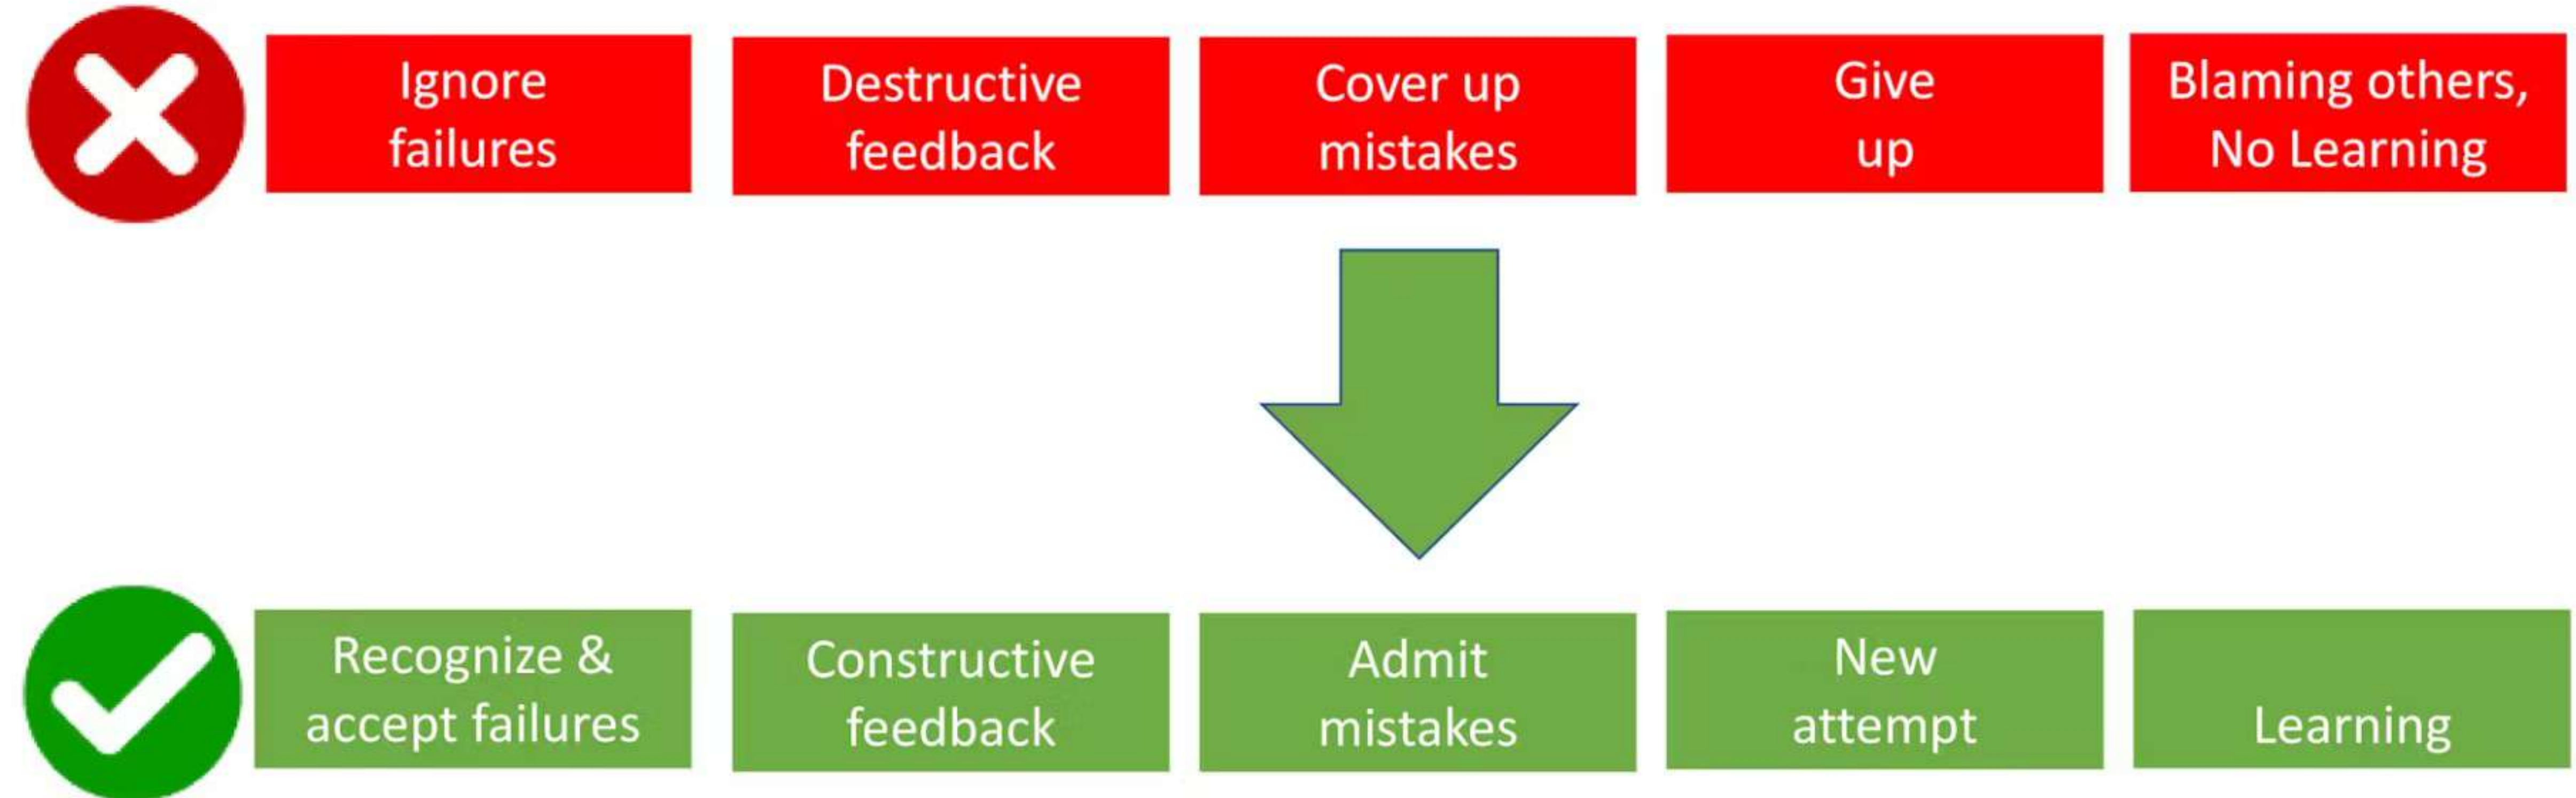 Ignore
failures
Destructive
feedback
Cover up
mistakes
Give
up
Blaming others,
No Learning
Recognize &
accept failures
Constructive
feedback
Admit
mistakes
New
attempt
Learning